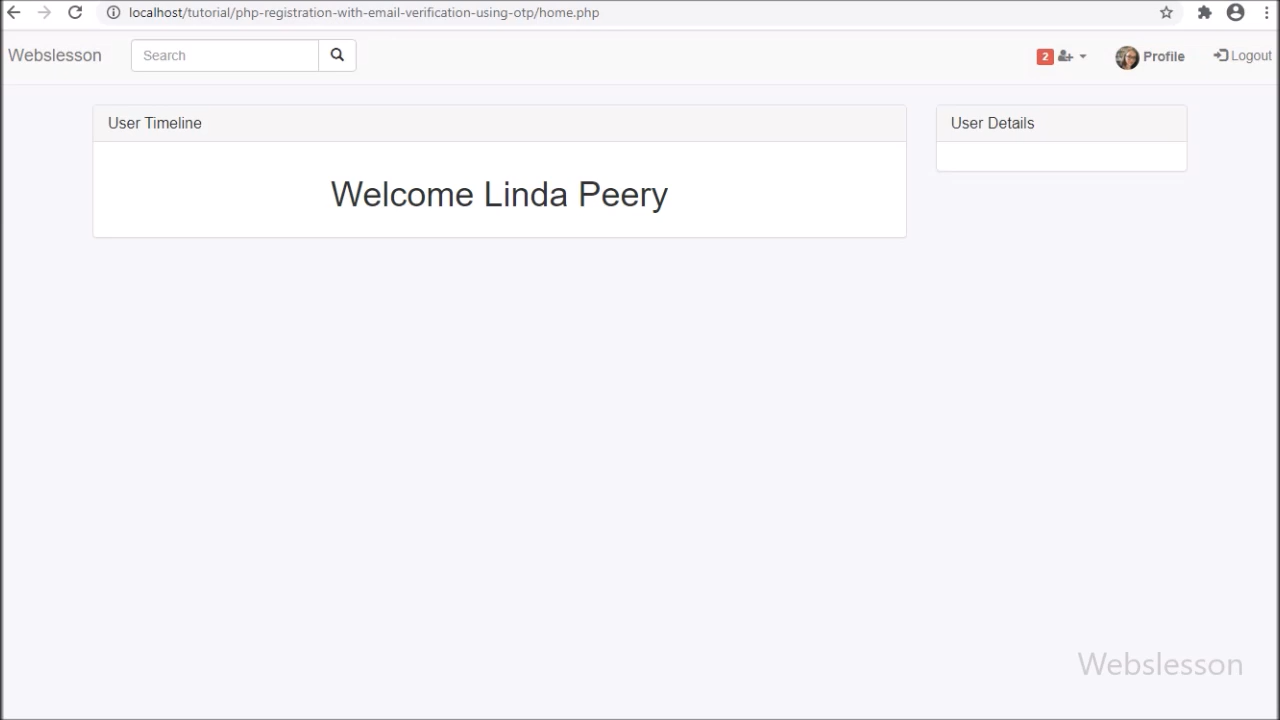 localhost/tutorial/php-registration-with-email-verification-using-otp/home.php
Webslesson
Search
2
Profile
Logout
User Timeline
User Details
Welcome Linda Peery
Webslesson